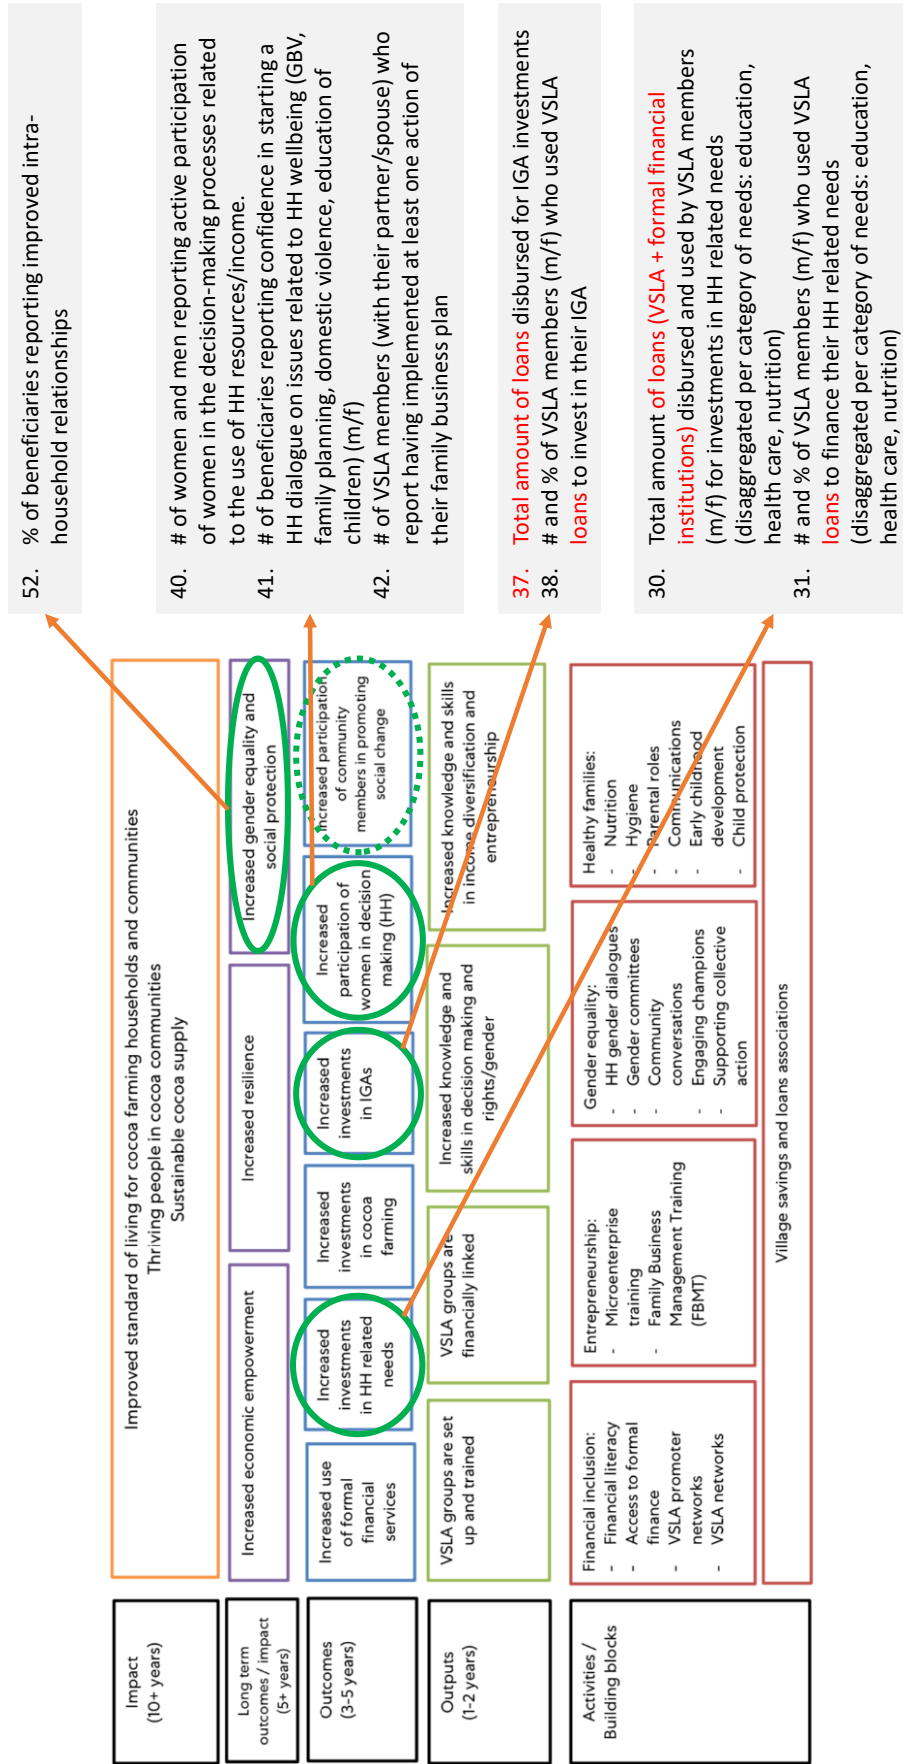 Impact
(10+ years)
Improved standard of living for cocoa farming households and communities
Thriving people in cocoa communities
Sustainable cocoa supply
Long term
outcomes / impact
(5+ years)
Increased economic empowerment
Increased resilience
Increased gender equality and
social protection
Outcomes
(3-5 years)
Increased use
of formal
financial
services
Increased
investments
in HH related
needs
Increased
investments
in cocoa
farming
Increased
investments
in IGAs
Increased
participation of
women in decision
making (HH)
Increased participation
of community
members in promoting
social change
Outputs
(1-2 years)
VSLA groups are set
up and trained
VSLA groups are
financially linked
Increased knowledge and
skills in decision making and
rights/gender
Increased knowledge and skills
in income diversification and
entrepreneurship
Activities /
Building blocks
Financial inclusion:
- Financial literacy
- Access to formal
finance
- VSLA promoter
networks
- VSLA networks
Entrepreneurship:
- Microenterprise
training
- Family Business
Management Training
(FBMT)
Gender equality:
- HH gender dialogues
- Gender committees
- Community
conversations
- Engaging champions
- Supporting collective
action
Healthy families:
- Nutrition
- Hygiene
- Parental roles
- Communications
- Early childhood
development
- Child protection
Village savings and loans associations
52. % of beneficiaries reporting improved intra-
household relationships
40. # of women and men reporting active participation
of women in the decision-making processes related
to the use of HH resources/income.
41. # of beneficiaries reporting confidence in starting a
HH dialogue on issues related to HH wellbeing (GBV,
family planning, domestic violence, education of
children) (m/f)
42. # of VSLA members (with their partner/spouse) who
report having implemented at least one action of
their family business plan
37. Total amount of loans disbursed for IGA investments
38. # and % of VSLA members (m/f) who used VSLA
loans to invest in their IGA
30. Total amount of loans (VSLA + formal financial
institutions) disbursed and used by VSLA members
(m/f) for investments in HH related needs
(disaggregated per category of needs: education,
health care, nutrition)
31. # and % of VSLA members (m/f) who used VSLA
loans to finance their HH related needs
(disaggregated per category of needs: education,
health care, nutrition)